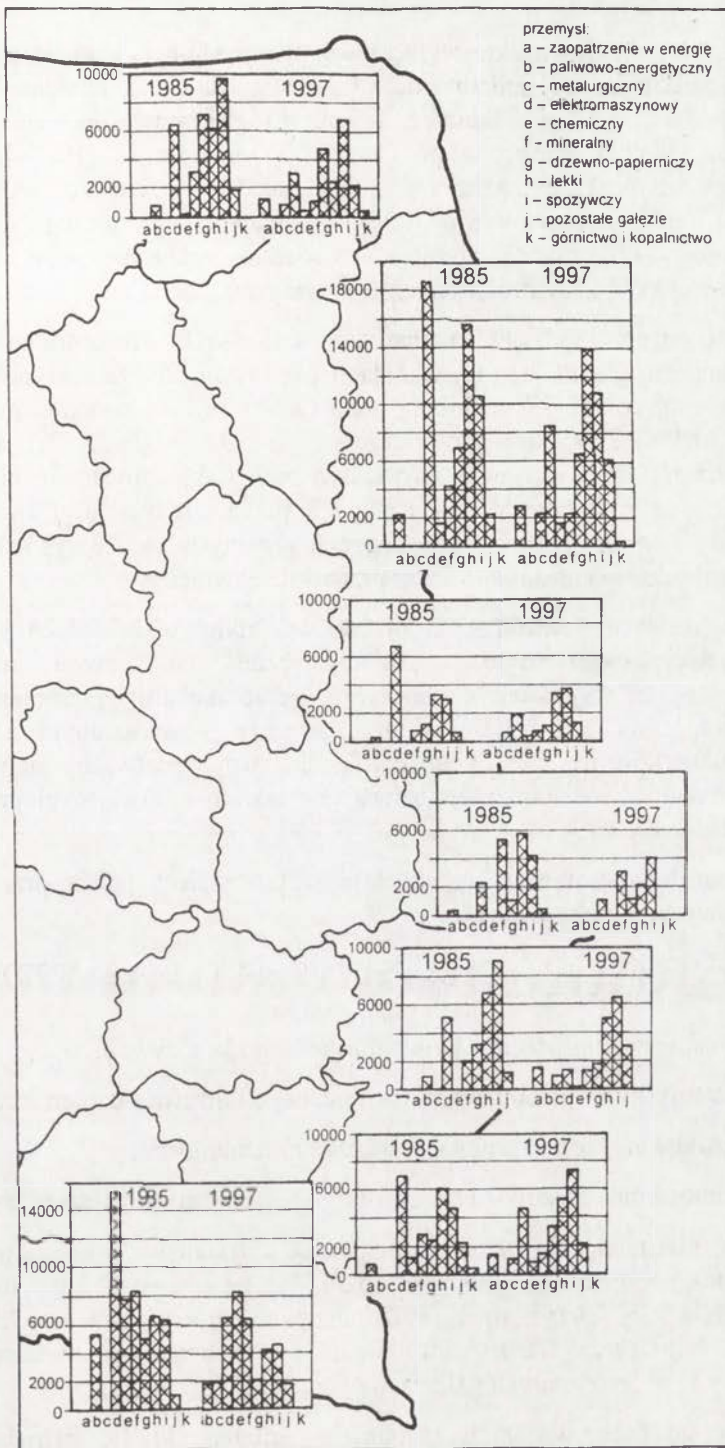 przemysł:
a – zaopatrzenie w energię
b – paliwowo-energetyczny
c – metalurgiczny
d – elektromaszynowy
e – chemiczny
f – mineralny
g – drzewno-papierniczy
h – lekki
i – spożywczy
j – pozostałe gałęzie
k – górnictwo i kopalnictwo
10000
1985 1997
6000
2000
0
abcdefghijk abcdefghijk
1985 1997
18000
14000
10000
6000
2000
0
abcdefghijk abcdefghijk
10000
1985 1997
6000
2000
0
abcdefghijk abcdefghijk
10000
1985 1997
6000
2000
0
abcdefghijk abcdefghijk
10000
1985 1997
6000
2000
0
abcdefghijk abcdefghij
10000
1985 1997
6000
2000
0
abcdefghijk abcdefghijk
1985 1997
14000
10000
6000
2000
0
abcdefghijk abcdefghijk